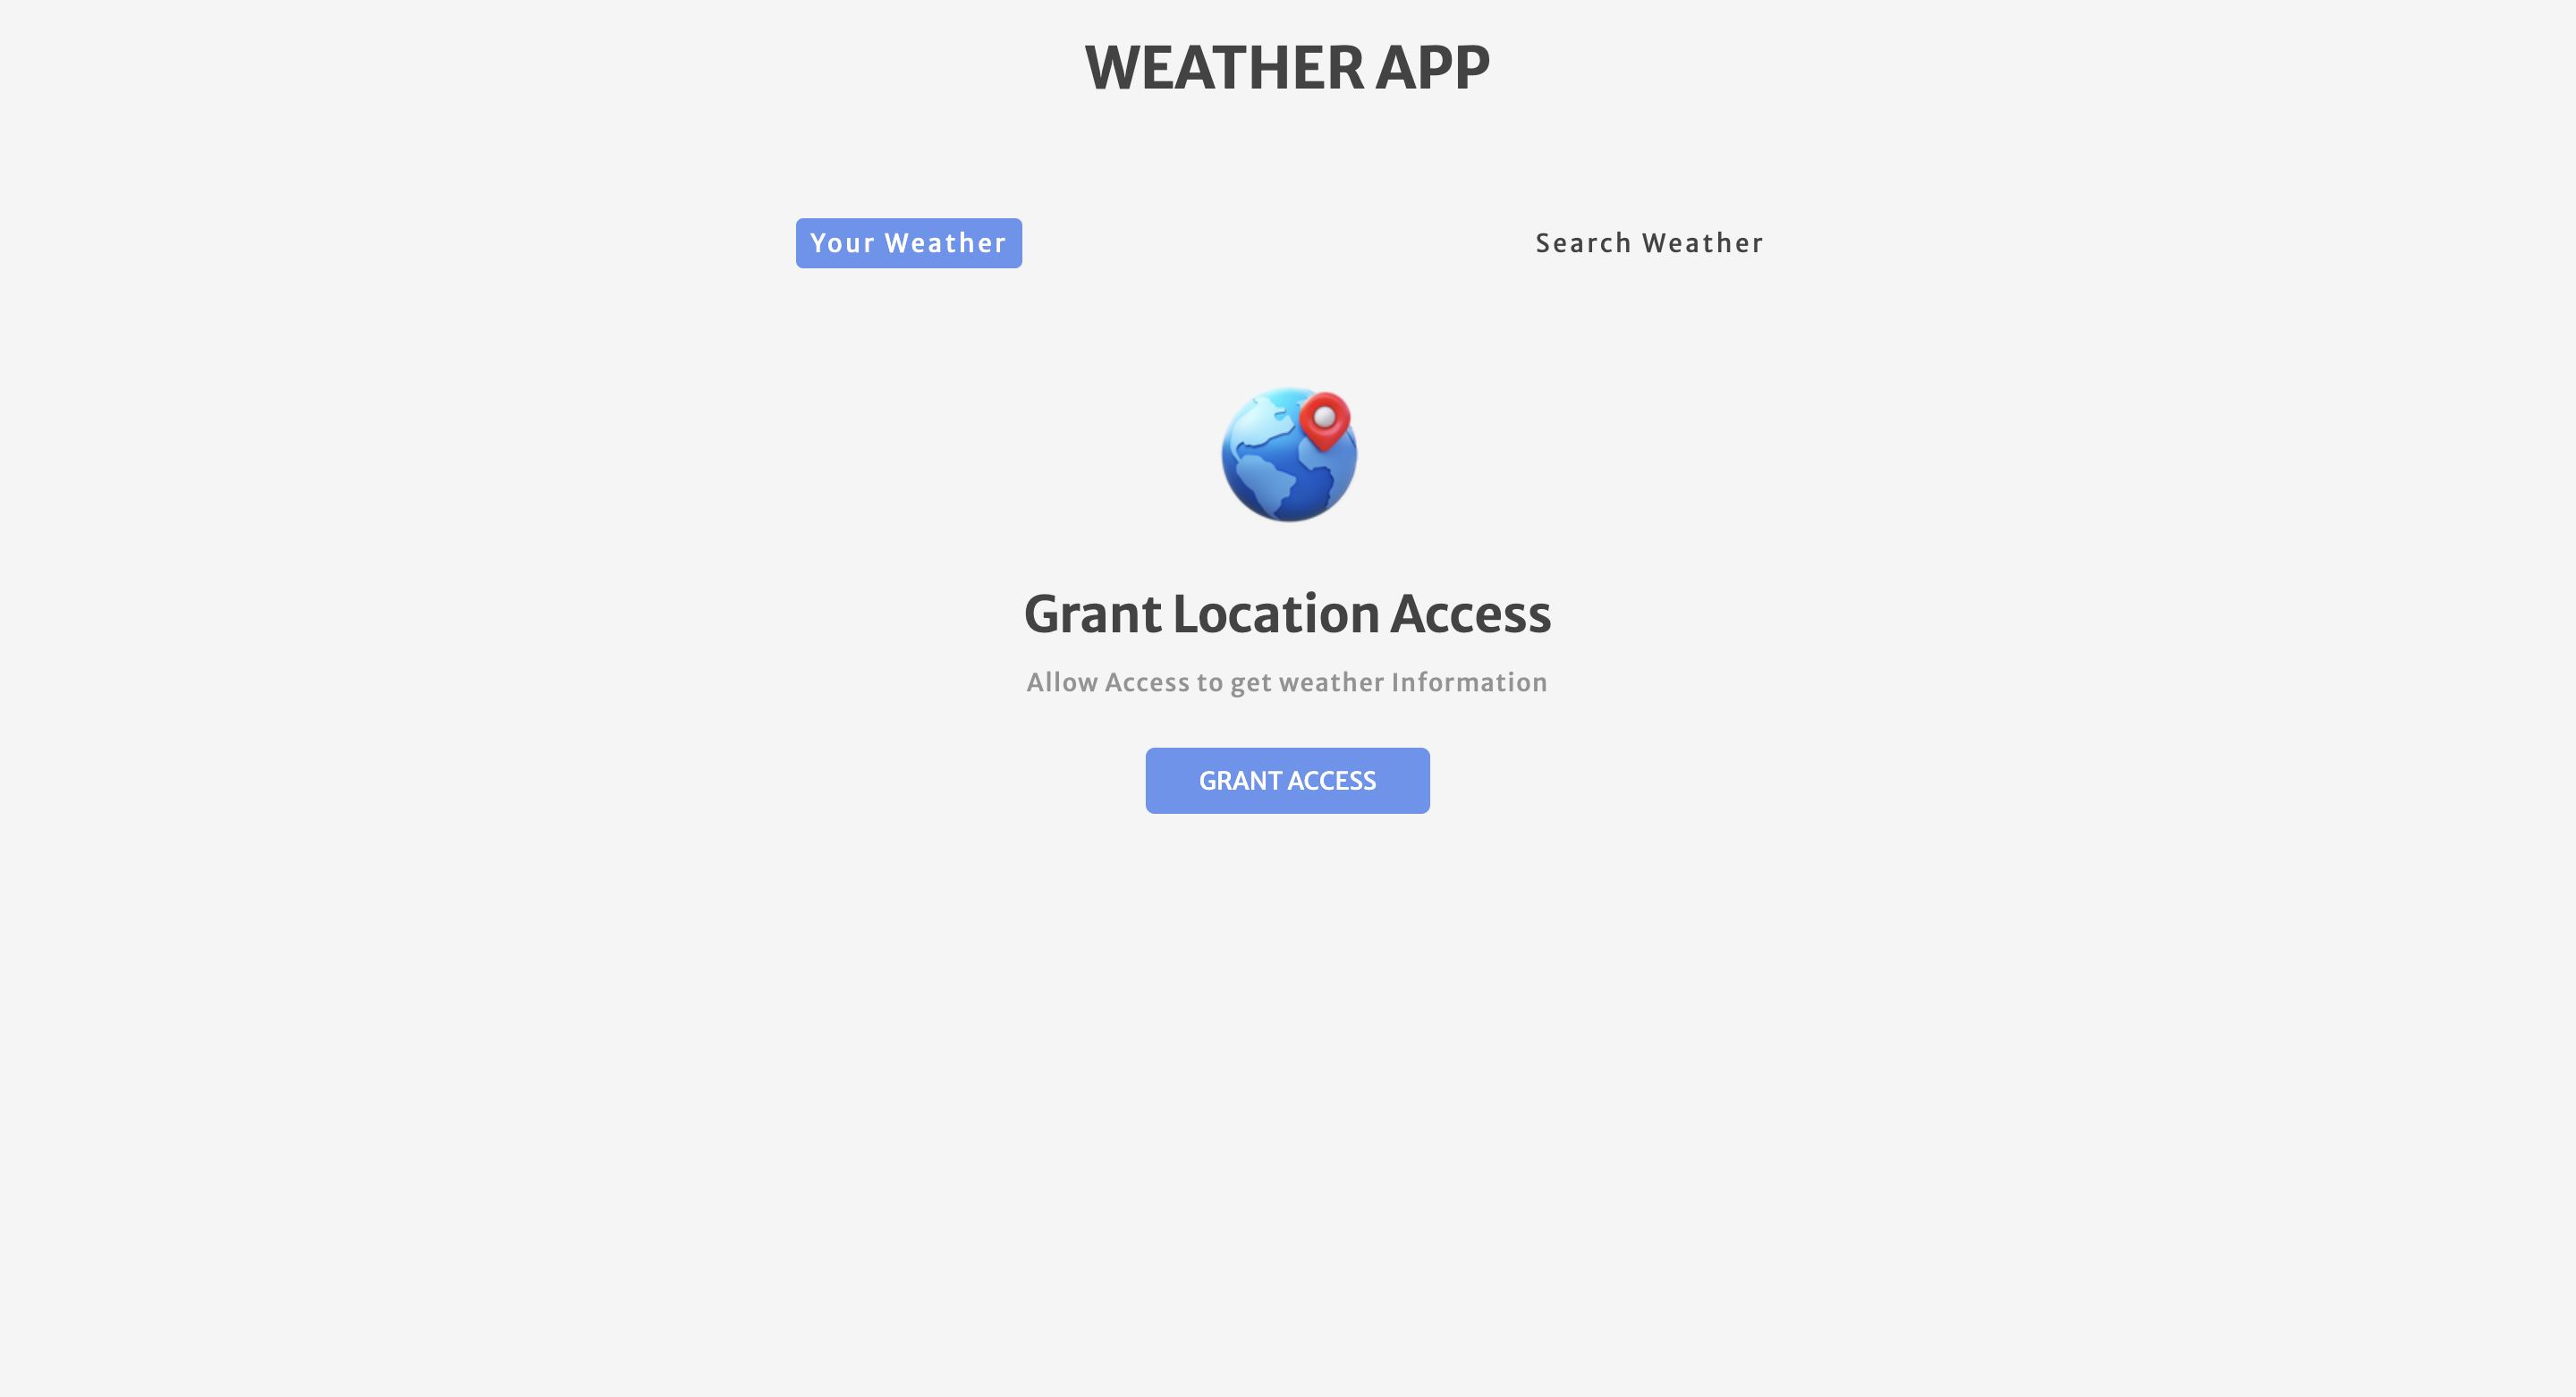 WEATHER APP
Your Weather
Search Weather
Grant Location Access
Allow Access to get weather Information
GRANT ACCESS